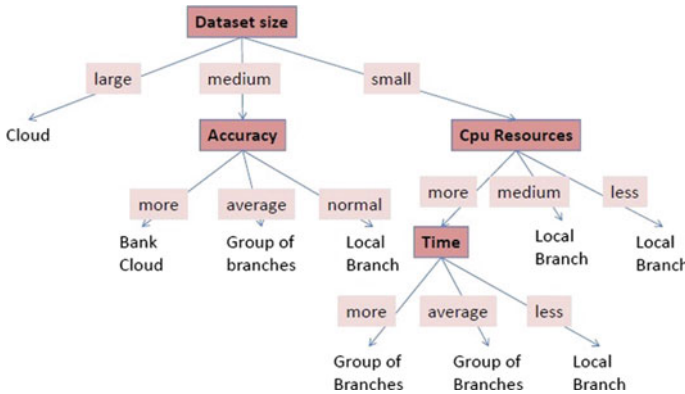 Dataset size
large
medium
small
Cloud
Accuracy
Cpu Resources
more
average
normal
more
medium
less
Bank
Cloud
Group of
branches
Local
Branch
Time
Local
Branch
Local
Branch
more
average
less
Group of
Branches
Group of
Branches
Local
Branch